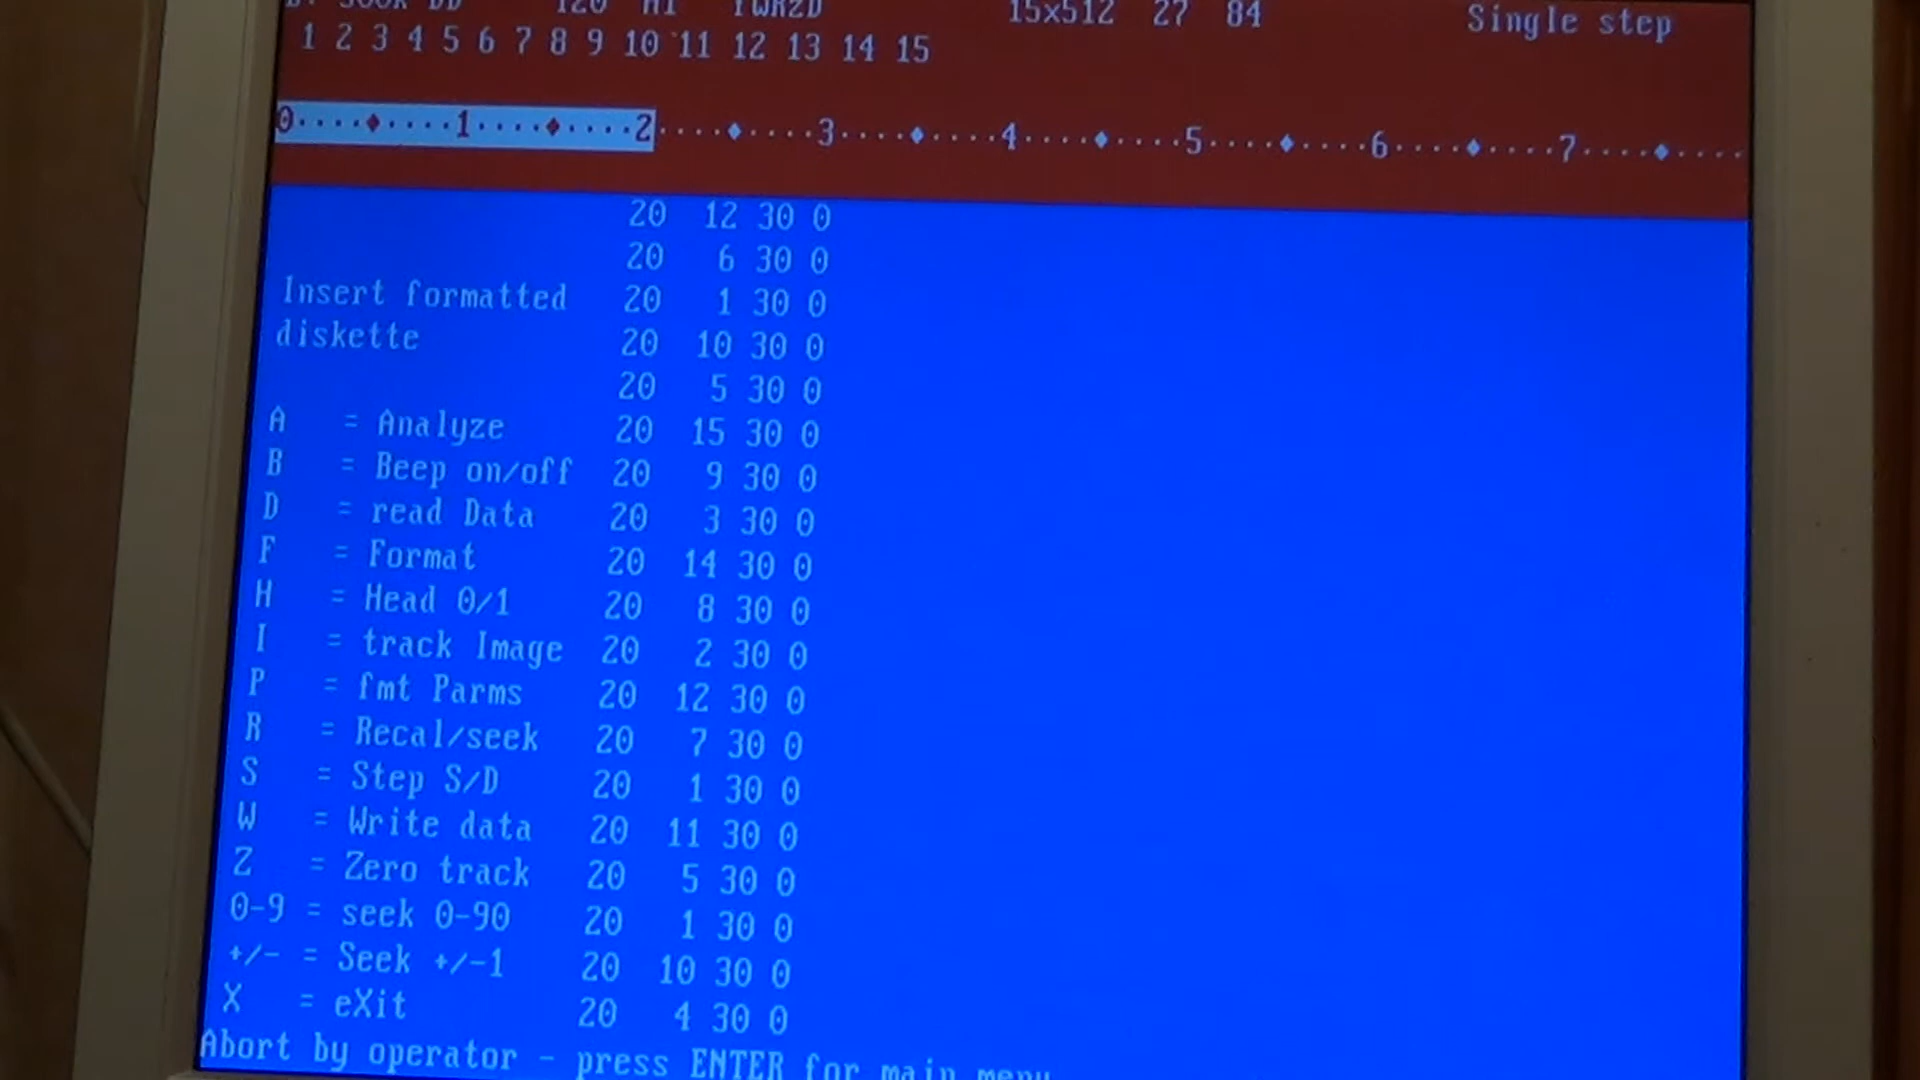 120 15x512 27 84 Single step
1 2 3 4 5 6 7 8 9 10 11 12 13 14 15
0····♦····1····♦····2····♦····3····♦····4····♦····5····♦····6····♦····7····♦····
20 12 30 0
20 6 30 0
Insert formatted 20 1 30 0
diskette 20 10 30 0
20 5 30 0
A = Analyze 20 15 30 0
B = Beep on/off 20 9 30 0
D = read Data 20 3 30 0
F = Format 20 14 30 0
H = Head 0/1 20 8 30 0
I = track Image 20 2 30 0
P = fmt Parms 20 12 30 0
R = Recal/seek 20 7 30 0
S = Step S/D 20 1 30 0
W = Write data 20 11 30 0
Z = Zero track 20 5 30 0
0-9 = seek 0-90 20 1 30 0
+/- = Seek +/-1 20 10 30 0
X = eXit 20 4 30 0
Abort by operator - press ENTER for main menu